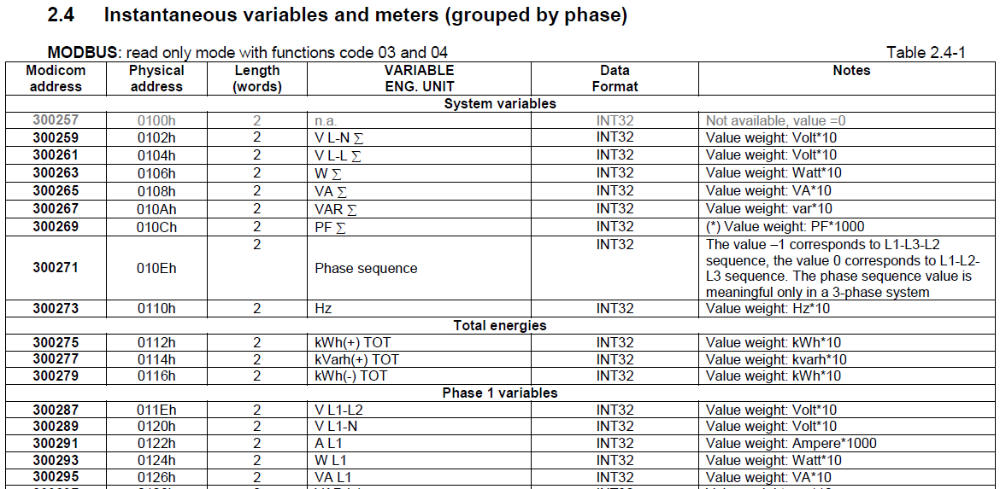 2.4 Instantaneous variables and meters (grouped by phase)
MODBUS: read only mode with functions code 03 and 04 Table 2.4-1
Modicom address Physical address Length (words) VARIABLE ENG. UNIT Data Format Notes
System variables
300257 0100h 2 n.a. INT32 Not available, value =0
300259 0102h 2 V L-N ∑ INT32 Value weight: Volt*10
300261 0104h 2 V L-L ∑ INT32 Value weight: Volt*10
300263 0106h 2 W ∑ INT32 Value weight: Watt*10
300265 0108h 2 VA ∑ INT32 Value weight: VA*10
300267 010Ah 2 VAR ∑ INT32 Value weight: var*10
300269 010Ch 2 PF ∑ INT32 (*) Value weight: PF*1000
300271 010Eh 2 Phase sequence INT32 The value –1 corresponds to L1-L3-L2
sequence, the value 0 corresponds to L1-L2-
L3 sequence. The phase sequence value is
meaningful only in a 3-phase system
300273 0110h 2 Hz INT32 Value weight: Hz*10
Total energies
300275 0112h 2 kWh(+) TOT INT32 Value weight: kWh*10
300277 0114h 2 kVarh(+) TOT INT32 Value weight: kvarh*10
300279 0116h 2 kWh(-) TOT INT32 Value weight: kWh*10
Phase 1 variables
300287 011Eh 2 V L1-L2 INT32 Value weight: Volt*10
300289 0120h 2 V L1-N INT32 Value weight: Volt*10
300291 0122h 2 A L1 INT32 Value weight: Ampere*1000
300293 0124h 2 W L1 INT32 Value weight: Watt*10
300295 0126h 2 VA L1 INT32 Value weight: VA*10